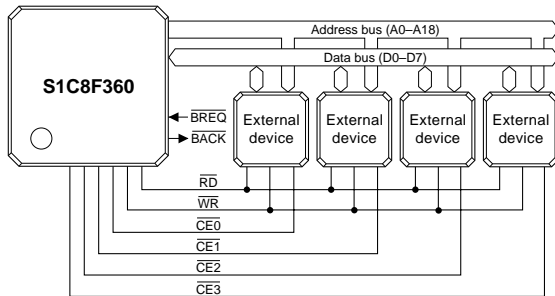 Address bus (A0–A18)
Data bus (D0–D7)
S1C8F360
BREQ
BACK
External
device
External
device
External
device
External
device
RD
WR
CE0
CE1
CE2
CE3